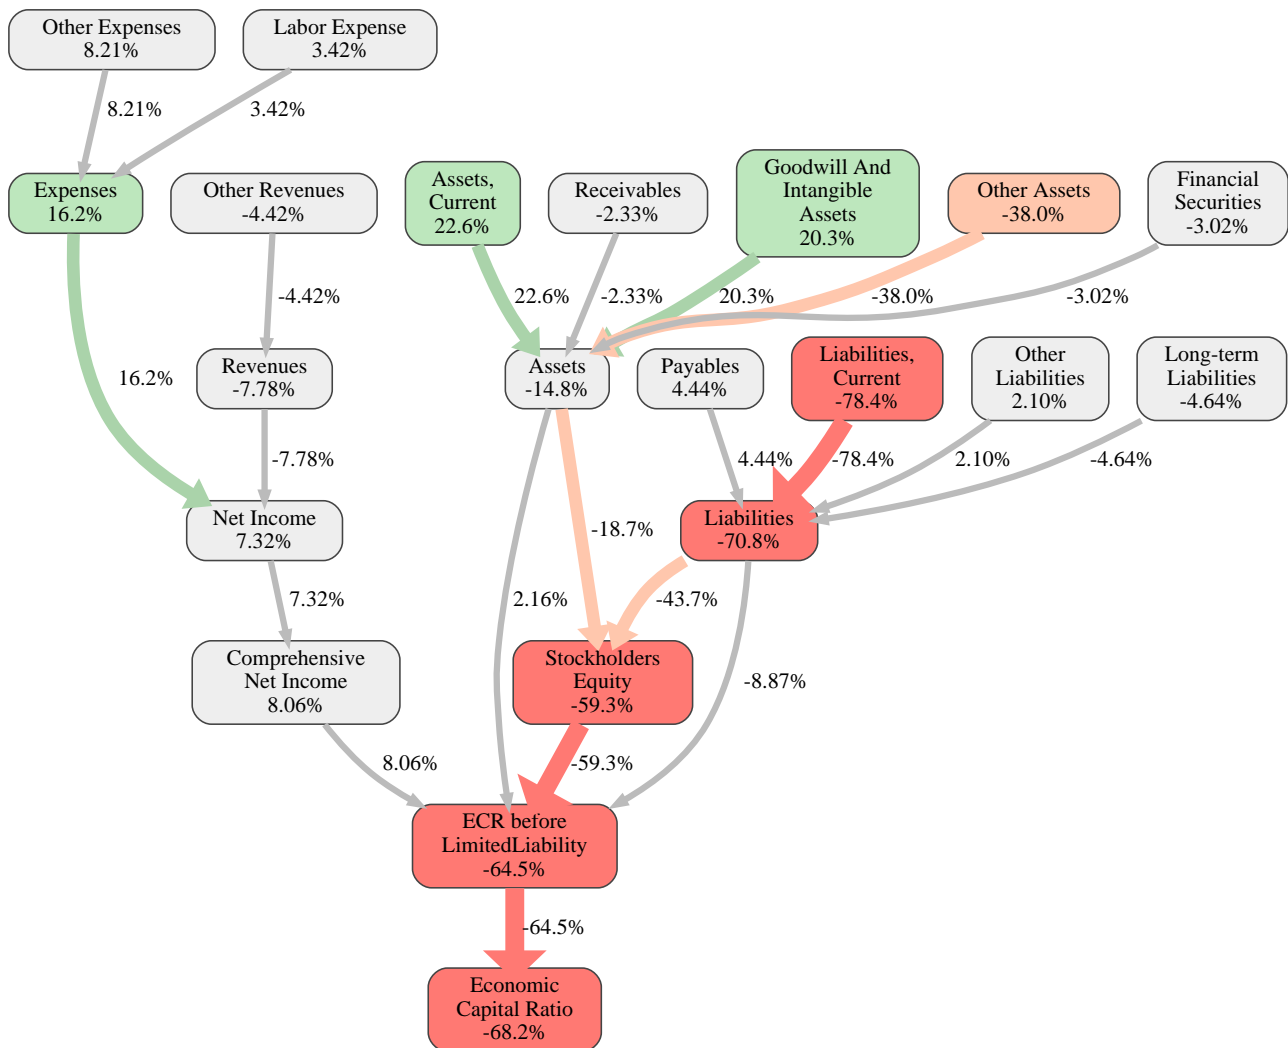 Other Expenses
8.21%
Labor Expense
3.42%
8.21%
3.42%
Expenses
16.2%
Other Revenues
-4.42%
Assets,
Current
22.6%
Receivables
-2.33%
Goodwill And
Intangible
Assets
20.3%
Other Assets
-38.0%
Financial
Securities
-3.02%
-4.42%
22.6%
-2.33%
20.3%
-38.0%
-3.02%
16.2%
Revenues
-7.78%
Assets
-14.8%
Payables
4.44%
Liabilities,
Current
-78.4%
Other
Liabilities
2.10%
Long-term
Liabilities
-4.64%
-7.78%
4.44%
-78.4%
2.10%
-4.64%
Net Income
7.32%
-18.7%
Liabilities
-70.8%
7.32%
2.16%
-43.7%
Comprehensive
Net Income
8.06%
Stockholders
Equity
-59.3%
-8.87%
8.06%
-59.3%
ECR before
LimitedLiability
-64.5%
-64.5%
Economic
Capital Ratio
-68.2%